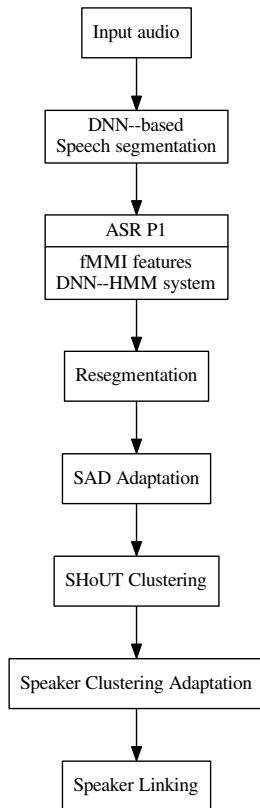 Input audio
DNN--based
Speech segmentation
ASR P1
fMMI features
DNN--HMM system
Resegmentation
SAD Adaptation
SHoUT Clustering
Speaker Clustering Adaptation
Speaker Linking